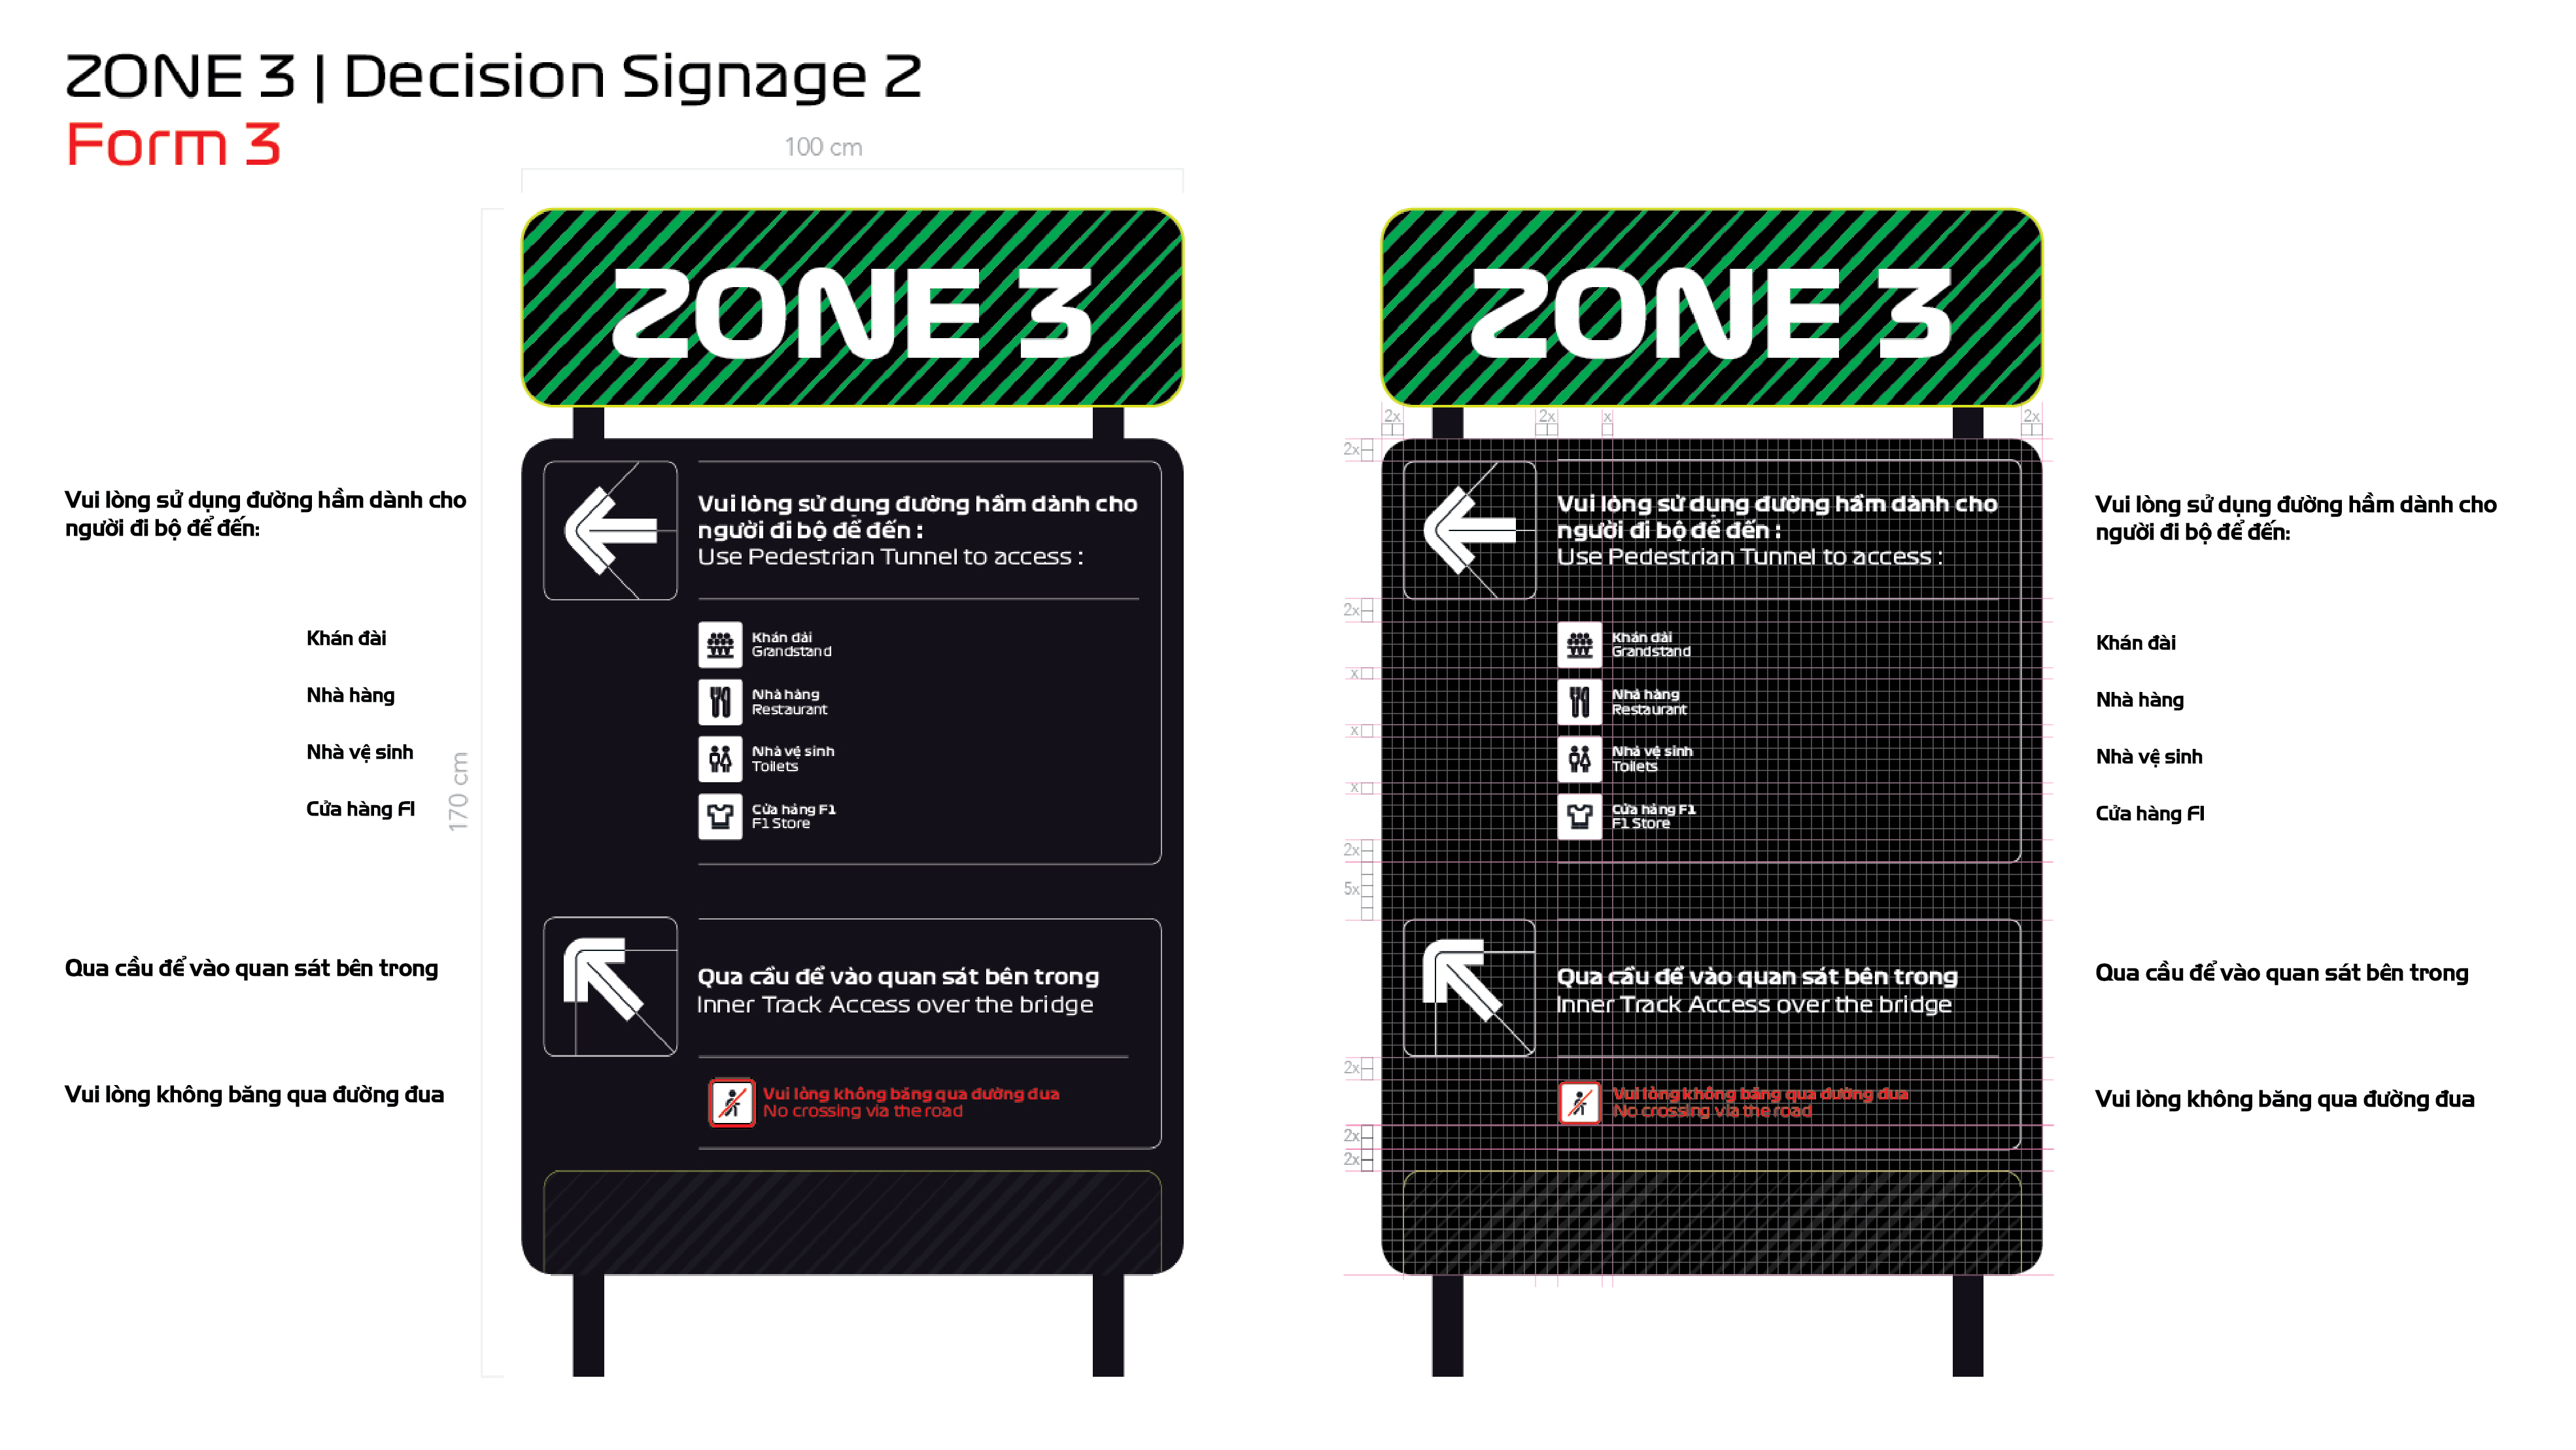 ZONE 3 | Decision Signage 2
Form 3
100 cm
170 cm
Vui lòng sử dụng đường hầm dành cho
người đi bộ để đến:
Khán đài
Nhà hàng
Nhà vệ sinh
Cửa hàng F1
Qua cầu để vào quan sát bên trong
Vui lòng không băng qua đường đua
ZONE 3
Vui lòng sử dụng đường hầm dành cho
người đi bộ để đến :
Use Pedestrian Tunnel to access :
Khán đài
Grandstand
Nhà hàng
Restaurant
Nhà vệ sinh
Toilets
Cửa hàng F1
F1 Store
Qua cầu để vào quan sát bên trong
Inner Track Access over the bridge
Vui lòng không băng qua đường đua
No crossing via the road
ZONE 3
2x
2x
x
2x
2x
2x
x
x
x
2x
5x
2x
2x
2x
Vui lòng sử dụng đường hầm dành cho
người đi bộ để đến :
Use Pedestrian Tunnel to access :
Khán đài
Grandstand
Nhà hàng
Restaurant
Nhà vệ sinh
Toilets
Cửa hàng F1
F1 Store
Qua cầu để vào quan sát bên trong
Inner Track Access over the bridge
Vui lòng không băng qua đường đua
No crossing via the road
Vui lòng sử dụng đường hầm dành cho
người đi bộ để đến:
Khán đài
Nhà hàng
Nhà vệ sinh
Cửa hàng F1
Qua cầu để vào quan sát bên trong
Vui lòng không băng qua đường đua